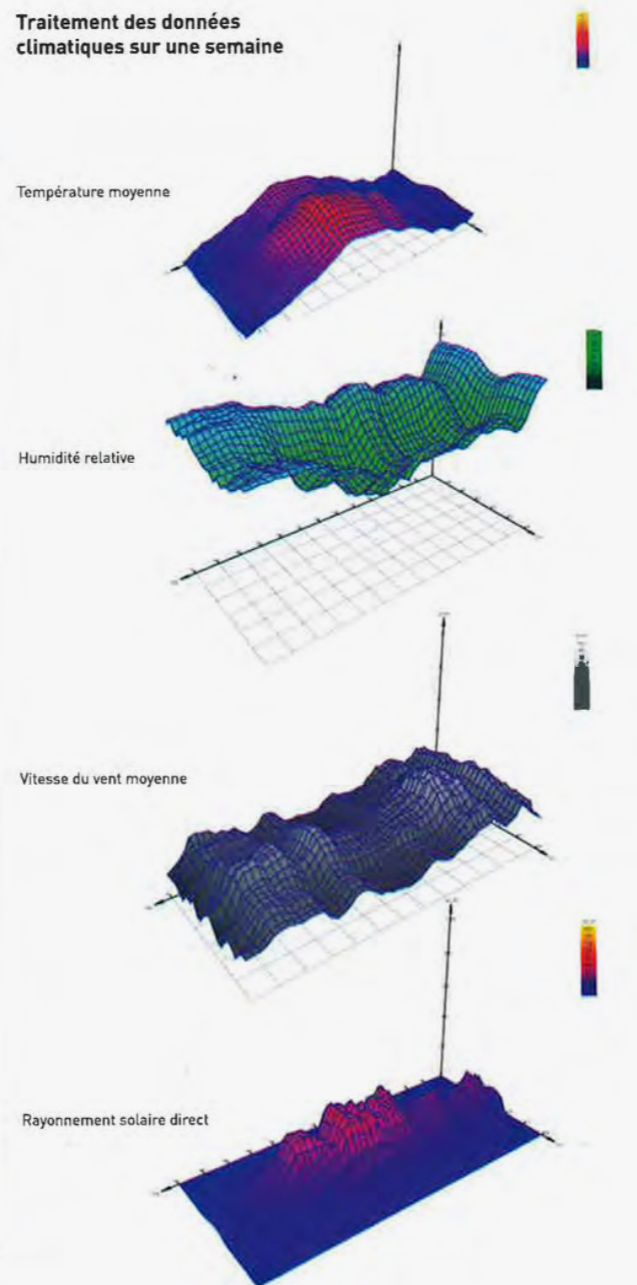 Traitement des données
climatiques sur une semaine
Température moyenne
Humidité relative
Vitesse du vent moyenne
Rayonnement solaire direct